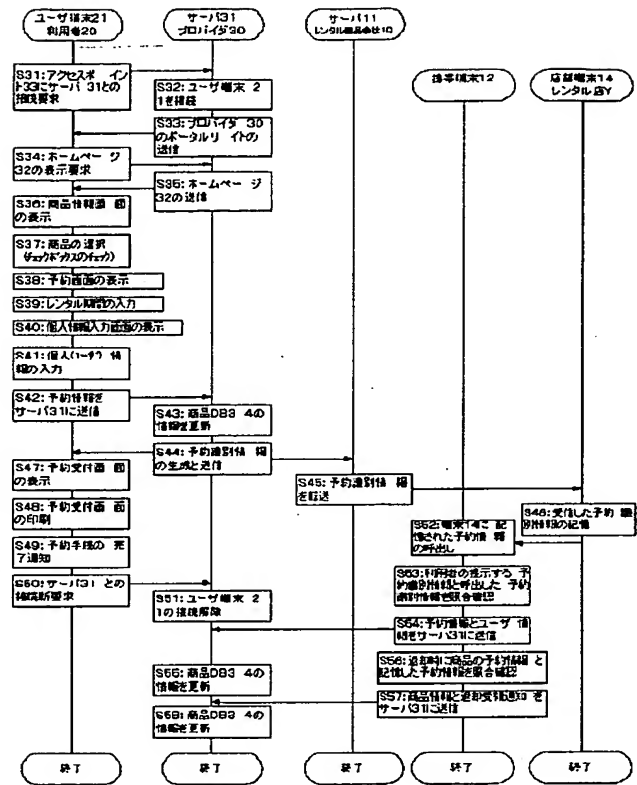 ユーザ端末21
利用者20
サーバ31
プロバイダ30
サーバ11
レンタル商品会社10
携帯端末12
店舗端末14
レンタル店Y
S31:アクセスポ イ
ント33にサーバ 31との
接続要求
S32:ユーザ端末 2
1を接続
S33:プロバイダ 30
のポータルサ イトの
送信
S34:ホームペー ジ
32の表示要求
S35:ホームペー ジ
32の送信
S36:商品情報画 面
の表示
S37:商品の選択
(チェックボックスのチェック)
S38:予約画面の表示
S39:レンタル期間の入力
S40:個人情報入力画面の表示
S41:個人(ユーザ) 情
報の入力
S42:予約情報を
サーバ31に送信
S43:商品DB3 4の
情報を更新
S44:予約識別情 報
の生成と送信
S45:予約識別情 報
を転送
S46:受信した予約 識
別情報の記憶
S47:予約受付画 面
の表示
S48:予約受付画 面
の印刷
S49:予約手続の 完
了通知
S50:サーバ31 との
接続断要求
S51:ユーザ端末 2
1の接続解除
S52:端末14に 記
憶された予約情 報
の呼出し
S53:利用者の提示する 予
約識別情報と呼出した 予約
識別情報を照合確認
S54:予約情報とユーザ 情
報をサーバ31に送信
S55:商品DB3 4の
情報を更新
S56:返却時に商品の予約情報 と
記憶した予約情報を照合確認
S57:商品情報と返却受領通知 を
サーバ31に送信
S58:商品DB3 4の
情報を更新
終了
終了
終了
終了
終了